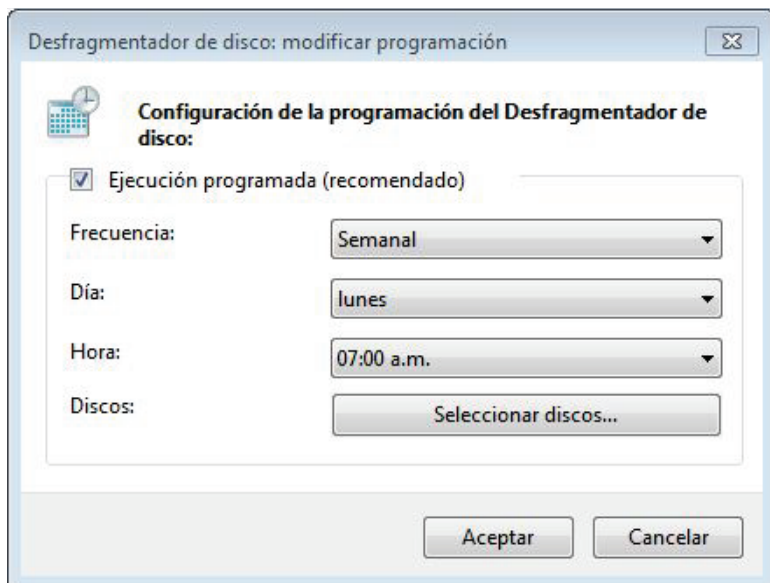 Desfragmentador de disco: modificar programación
Configuración de la programación del Desfragmentador de
disco:
Ejecución programada (recomendado)
Frecuencia:
Semanal
Día:
lunes
Hora:
07:00 a.m.
Discos:
Seleccionar discos...
Aceptar
Cancelar